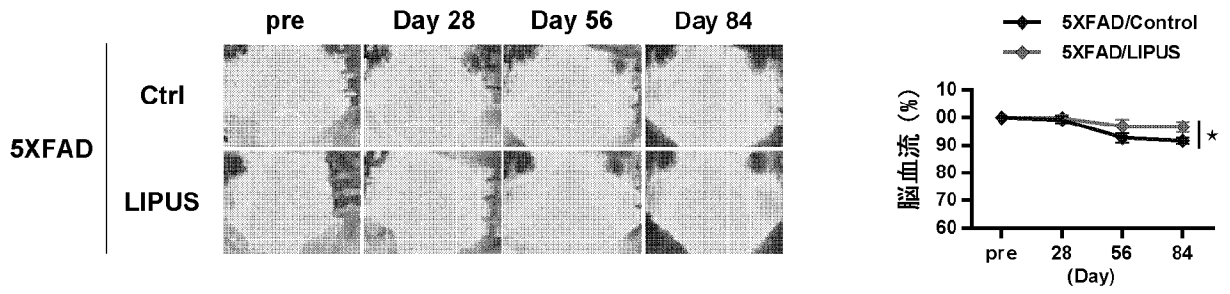 pre Day 28 Day 56 Day 84
5XFAD
Ctrl
LIPUS
5XFAD/Control
5XFAD/LIPUS
脳血流 (%)
10
00
90
80
70
60
pre 28 56 84
(Day)
★